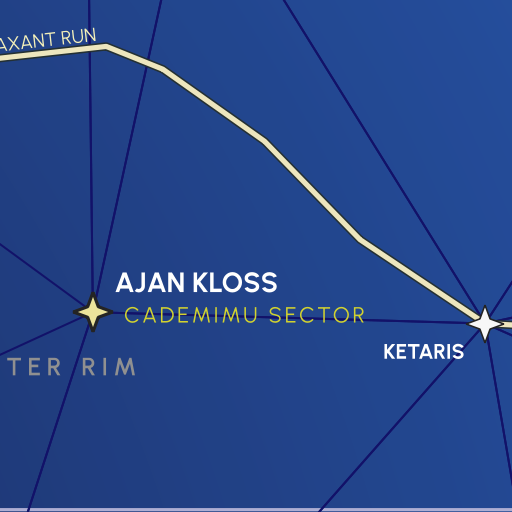 AXANT RUN
AJAN KLOSS
CADEMIMU SECTOR
KETARIS
TER RIM